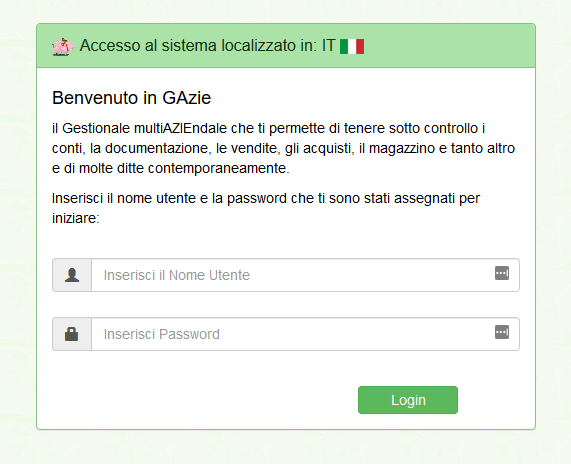 Accesso al sistema localizzato in: IT
Benvenuto in GAzie
il Gestionale multiAZIEndale che ti permette di tenere sotto controllo i
conti, la documentazione, le vendite, gli acquisti, il magazzino e tanto altro
e di molte ditte contemporaneamente.
Inserisci il nome utente e la password che ti sono stati assegnati per
iniziare:
Inserisci il Nome Utente
Inserisci Password
Login